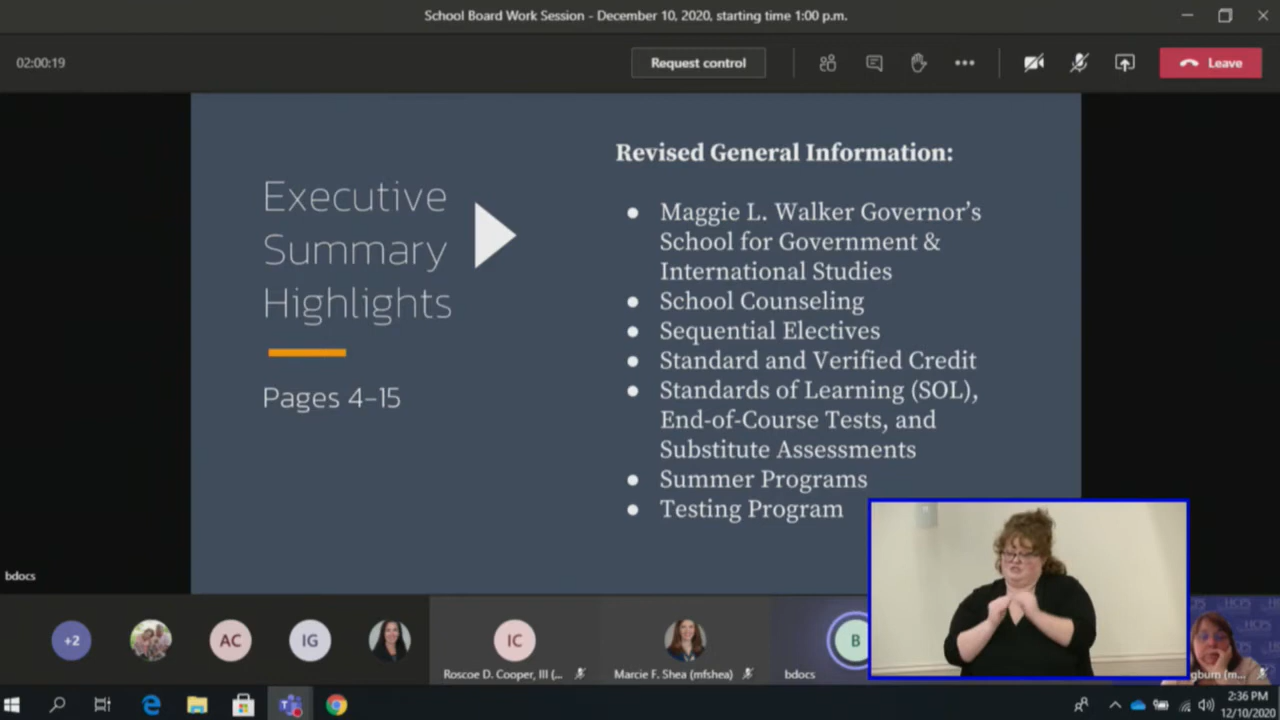 School Board Work Session - December 10, 2020, starting time 1:00 p.m.
02:00:19
Request control
Leave
Executive
Summary
Highlights
Pages 4-15
Revised General Information:
● Maggie L. Walker Governor's
School for Government &
International Studies
● School Counseling
● Sequential Electives
● Standard and Verified Credit
● Standards of Learning (SOL),
End-of-Course Tests, and
Substitute Assessments
● Summer Programs
● Testing Program
bdocs
+2
AC
IG
IC
B
HCPS
Roscoe D. Cooper, III (...
Marcie F. Shea (mfshea)
bdocs
gburn (m...
2:36 PM
12/10/2020